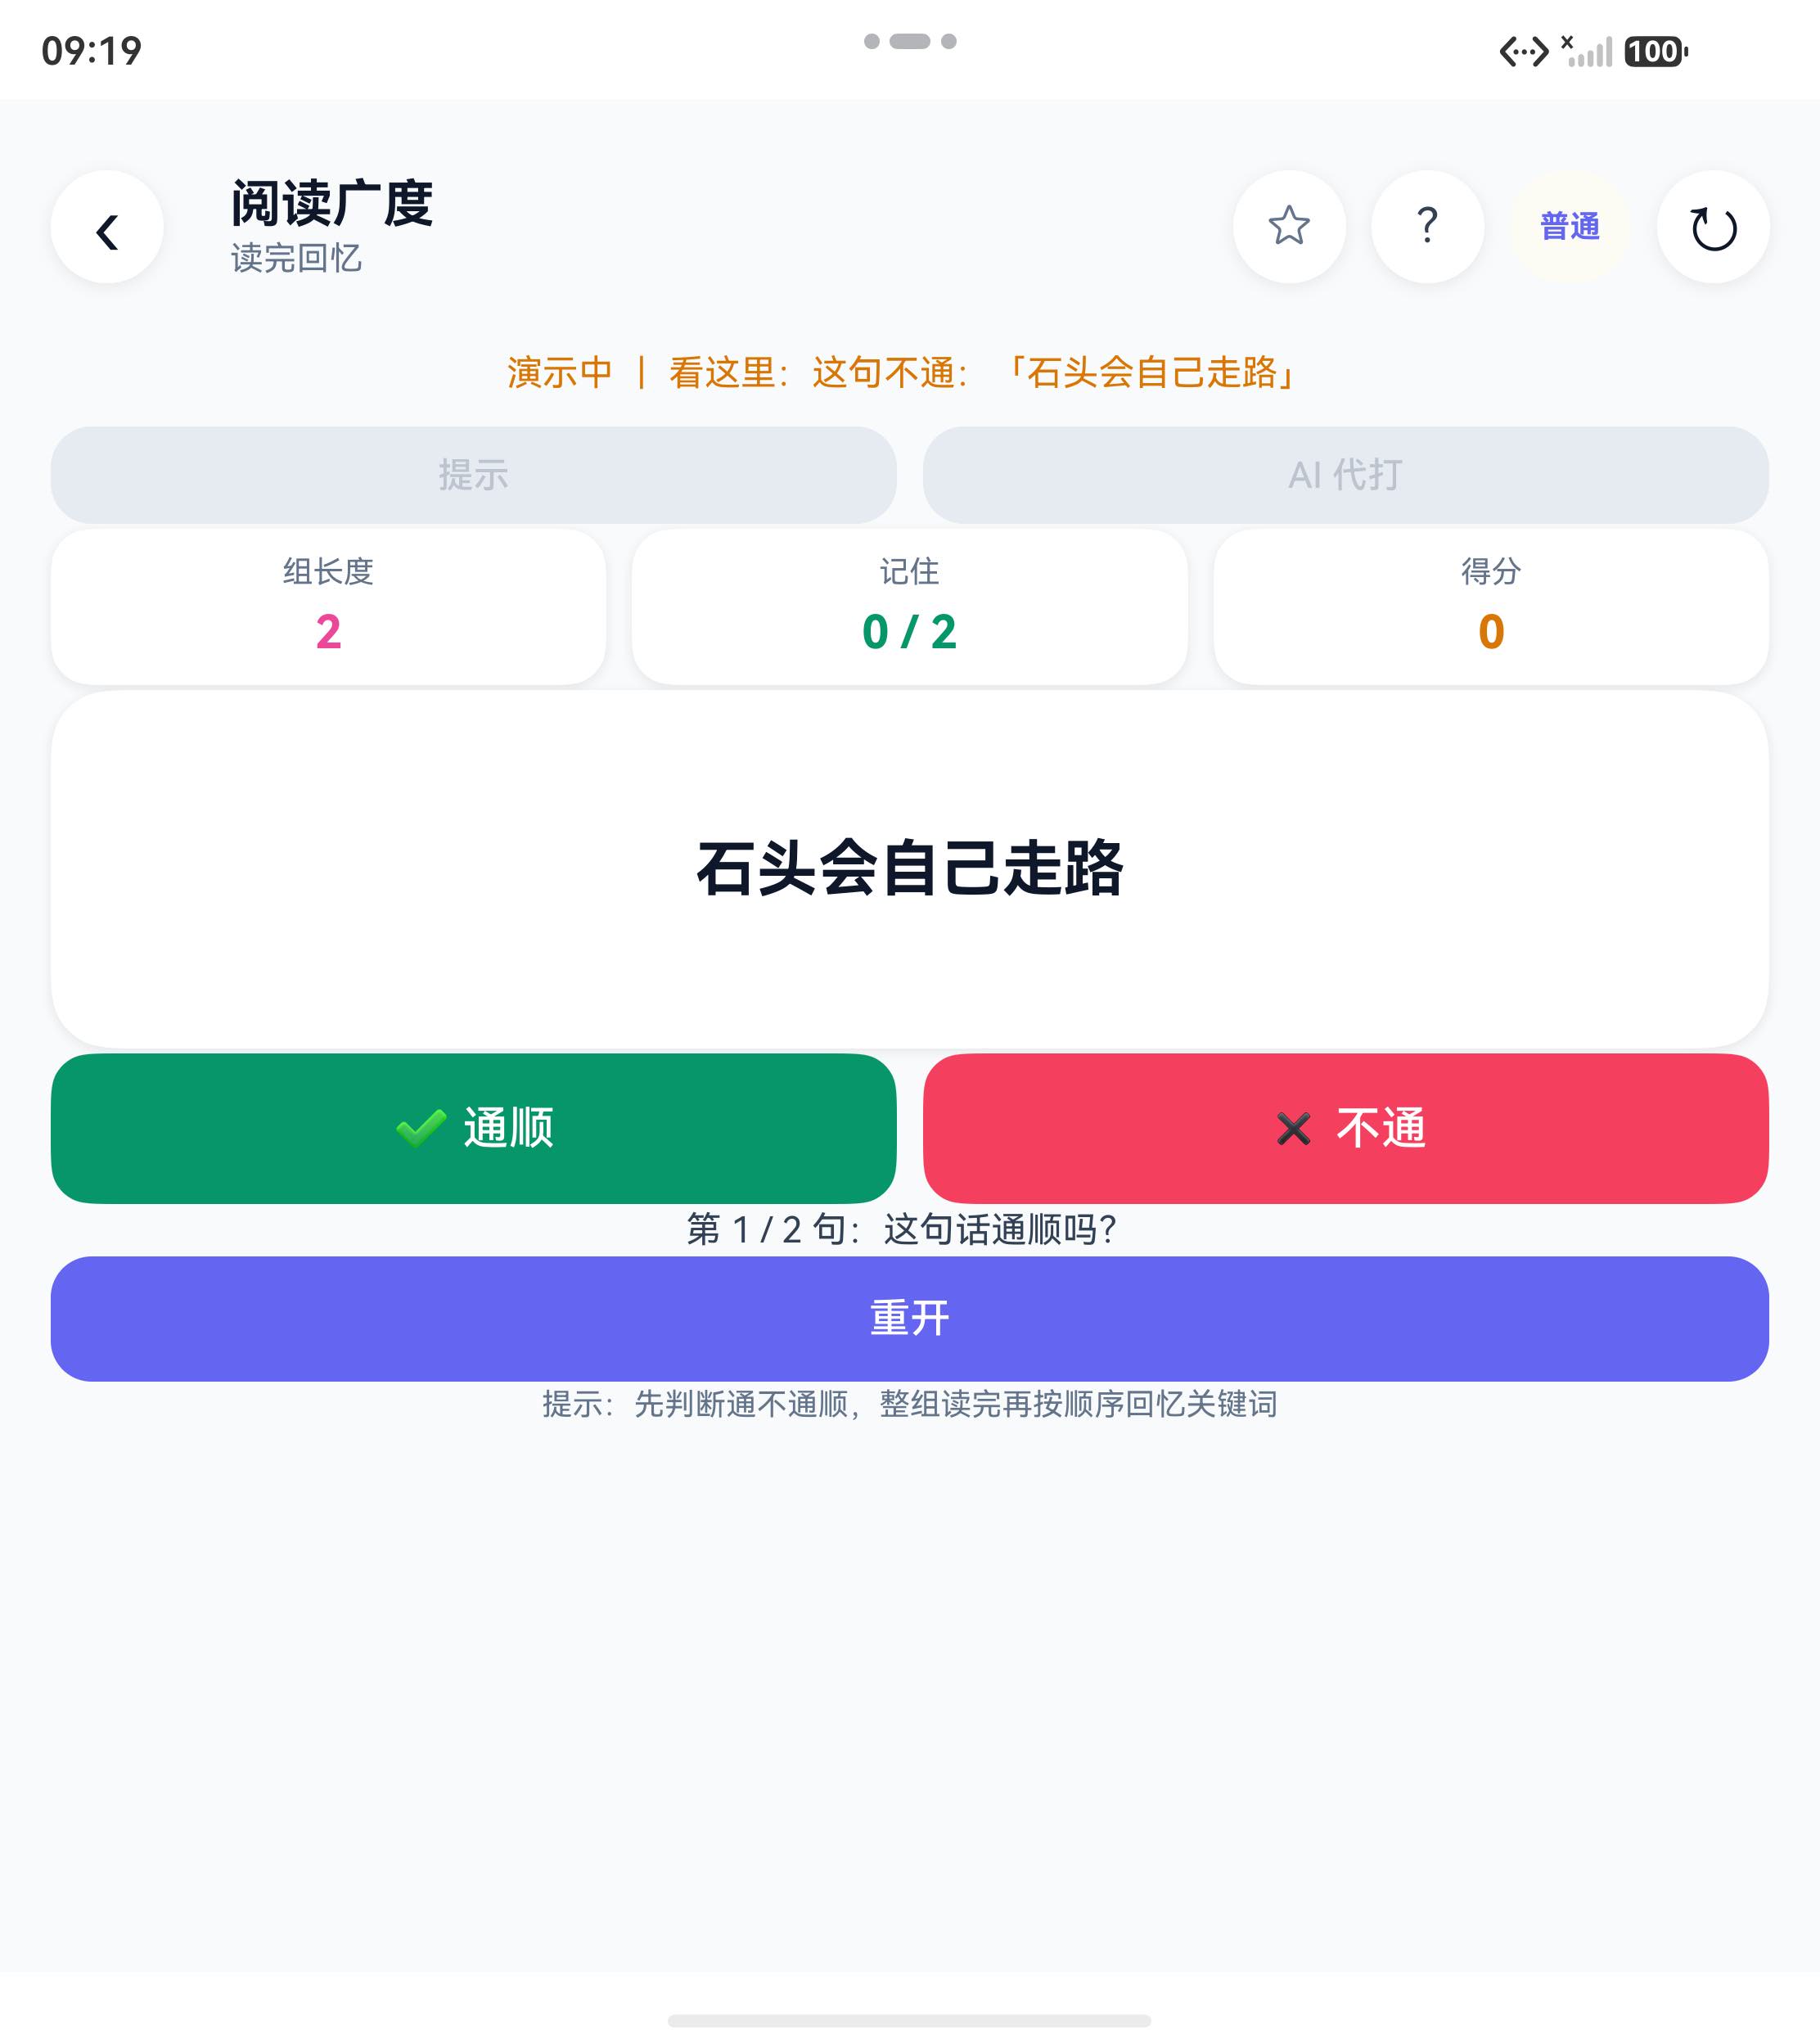 09:19
100
阅读广度
读完回忆
?
普通
演示中 | 看这里：这句不通：「石头会自己走路」
提示
AI 代打
组长度
记住
得分
2
0 / 2
0
石头会自己走路
通顺
不通
第 1 / 2 句：这句话通顺吗？
重开
提示：先判断通不通顺，整组读完再按顺序回忆关键词